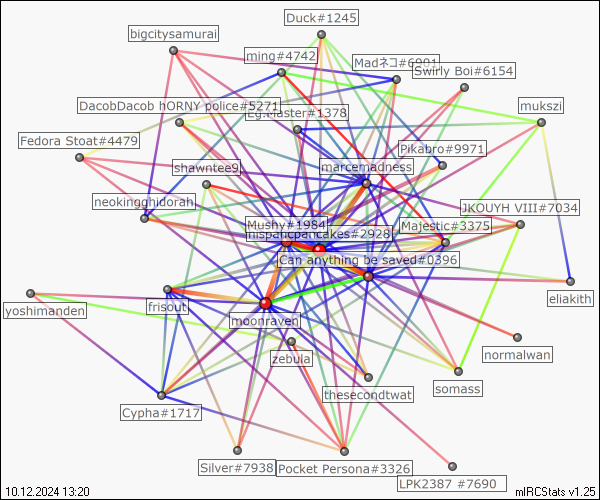 Duck#1245
bigcitysamurai
ming#4742
Madネコ#6901
Swirly Boi#6154
DacobDacob hORNY police#5271
Eg.Master#1378
mukszi
Fedora Stoat#4479
Pikabro#9971
shawntee9l
marcemadness
neokingghidorah
JKOUYH VIII#7034
Mushy#1984
Majestic#3375
hispanicpancakes#2928
Can anything be saved#0396
eliakith
yoshimanden
frisout
moonraven
normalwan
zebula
somass
thesecondtwat
Cypha#1717
Silver#7938
Pocket Persona#3326
LPK2387 #7690
10.12.2024 13:20
mIRCStats v1.25